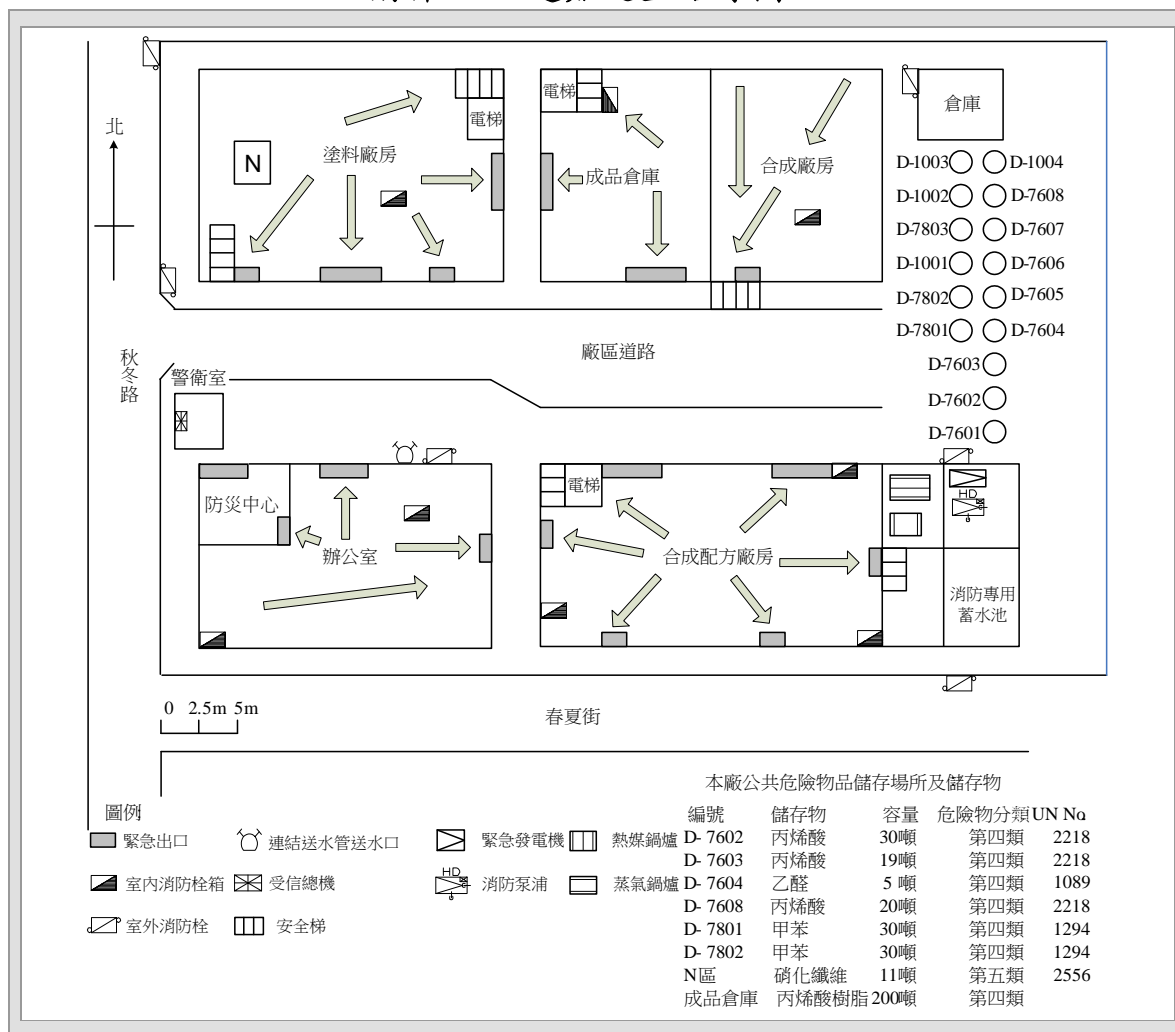 北
秋冬路
N
塗料廠房
電梯
電梯
成品倉庫
合成廠房
倉庫
D-1003 D-1004
D-1002 D-7608
D-7803 D-7607
D-1001 D-7606
D-7802 D-7605
D-7801 D-7604
D-7603
D-7602
D-7601
廠區道路
警衛室
防災中心
辦公室
電梯
合成配方廠房
HD
消防專用
蓄水池
0 2.5m 5m
春夏街
圖例
緊急出口 連結送水管送水口 緊急發電機 熱媒鍋爐
室內消防栓箱 受信總機 HD 消防泵浦 蒸氣鍋爐
室外消防栓 安全梯
本廠公共危險物品儲存場所及儲存物
編號 儲存物 容量 危險物分類 UN No
D- 7602 丙烯酸 30噸 第四類 2218
D- 7603 丙烯酸 19噸 第四類 2218
D- 7604 乙醛 5 噸 第四類 1089
D- 7608 丙烯酸 20噸 第四類 2218
D- 7801 甲苯 30噸 第四類 1294
D- 7802 甲苯 30噸 第四類 1294
N區 硝化纖維 11噸 第五類 2556
成品倉庫 丙烯酸樹脂 200噸 第四類